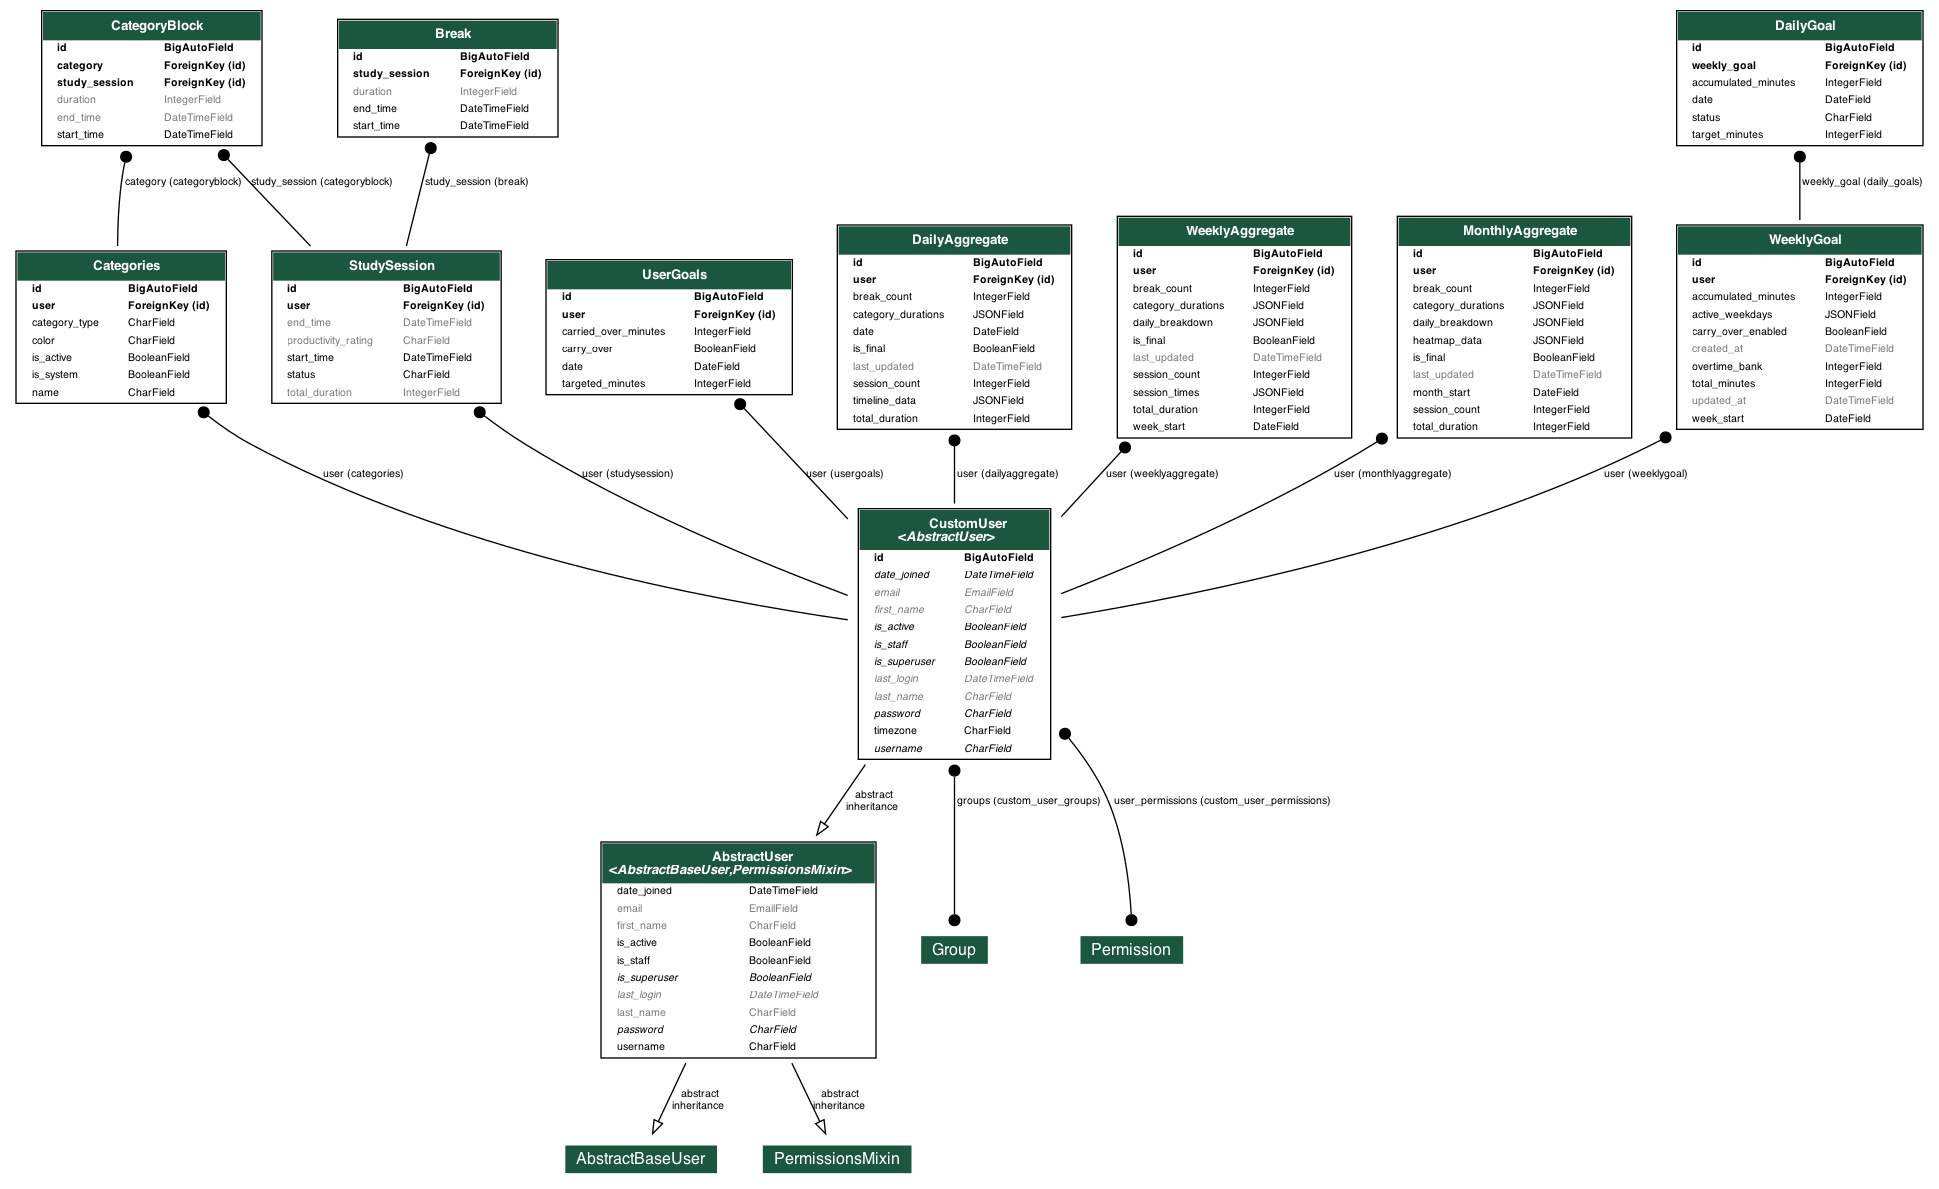 CategoryBlock
id BigAutoField
category ForeignKey (id)
study_session ForeignKey (id)
duration IntegerField
end_time DateTimeField
start_time DateTimeField
Break
id BigAutoField
study_session ForeignKey (id)
duration IntegerField
end_time DateTimeField
start_time DateTimeField
DailyGoal
id BigAutoField
weekly_goal ForeignKey (id)
accumulated_minutes IntegerField
date DateField
status CharField
target_minutes IntegerField
category (categoryblock)
study_session (categoryblock)
study_session (break)
weekly_goal (daily_goals)
Categories
id BigAutoField
user ForeignKey (id)
category_type CharField
color CharField
is_active BooleanField
is_system BooleanField
name CharField
StudySession
id BigAutoField
user ForeignKey (id)
end_time DateTimeField
productivity_rating CharField
start_time DateTimeField
status CharField
total_duration IntegerField
UserGoals
id BigAutoField
user ForeignKey (id)
carried_over_minutes IntegerField
carry_over BooleanField
date DateField
targeted_minutes IntegerField
DailyAggregate
id BigAutoField
user ForeignKey (id)
break_count IntegerField
category_durations JSONField
date DateField
is_final BooleanField
last_updated DateTimeField
session_count IntegerField
timeline_data JSONField
total_duration IntegerField
WeeklyAggregate
id BigAutoField
user ForeignKey (id)
break_count IntegerField
category_durations JSONField
daily_breakdown JSONField
is_final BooleanField
last_updated DateTimeField
session_count IntegerField
session_times JSONField
total_duration IntegerField
week_start DateField
MonthlyAggregate
id BigAutoField
user ForeignKey (id)
break_count IntegerField
category_durations JSONField
daily_breakdown JSONField
heatmap_data JSONField
is_final BooleanField
last_updated DateTimeField
month_start DateField
session_count IntegerField
total_duration IntegerField
WeeklyGoal
id BigAutoField
user ForeignKey (id)
accumulated_minutes IntegerField
active_weekdays JSONField
carry_over_enabled BooleanField
created_at DateTimeField
overtime_bank IntegerField
total_minutes IntegerField
updated_at DateTimeField
week_start DateField
user (categories)
user (studysession)
user (usergoals)
user (dailyaggregate)
user (weeklyaggregate)
user (monthlyaggregate)
user (weeklygoal)
CustomUser
<AbstractUser>
id BigAutoField
date_joined DateTimeField
email EmailField
first_name CharField
is_active BooleanField
is_staff BooleanField
is_superuser BooleanField
last_login DateTimeField
last_name CharField
password CharField
timezone CharField
username CharField
abstract
inheritance
groups (custom_user_groups)
user_permissions (custom_user_permissions)
AbstractUser
<AbstractBaseUser,PermissionsMixin>
date_joined DateTimeField
email EmailField
first_name CharField
is_active BooleanField
is_staff BooleanField
is_superuser BooleanField
last_login DateTimeField
last_name CharField
password CharField
username CharField
Group
Permission
abstract
inheritance
abstract
inheritance
AbstractBaseUser
PermissionsMixin